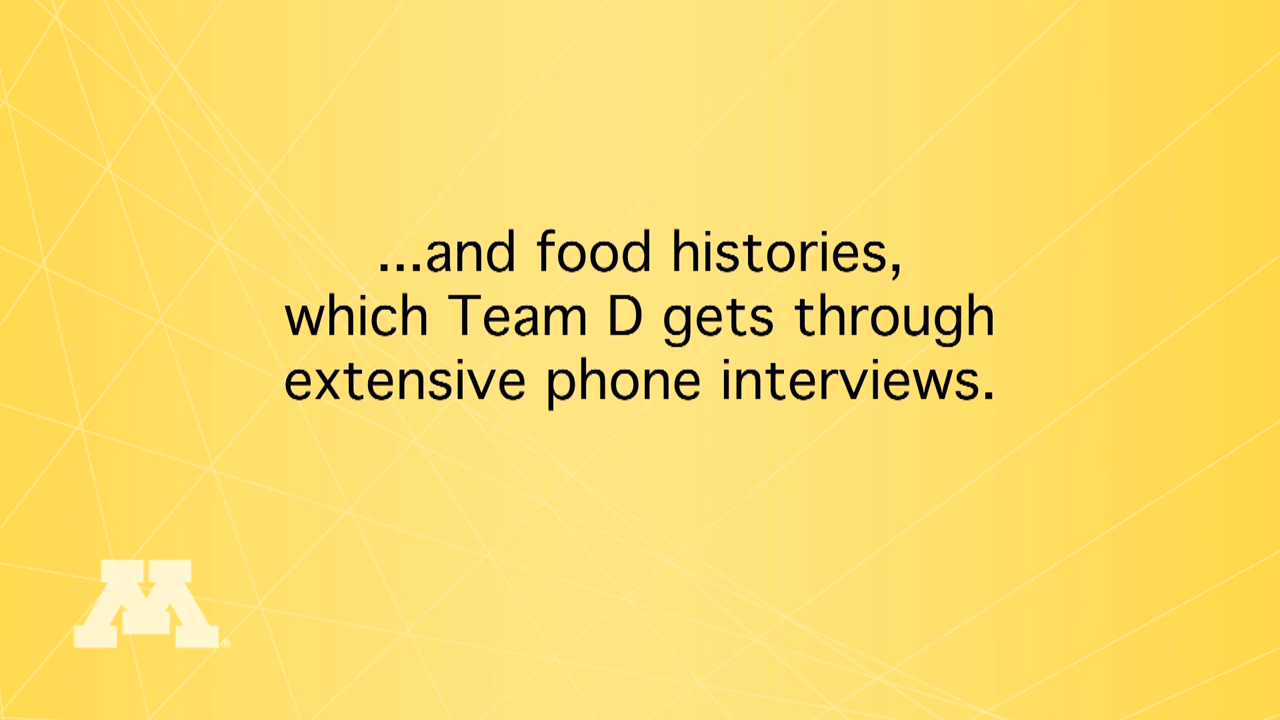 ...and food histories,
which Team D gets through
extensive phone interviews.
M